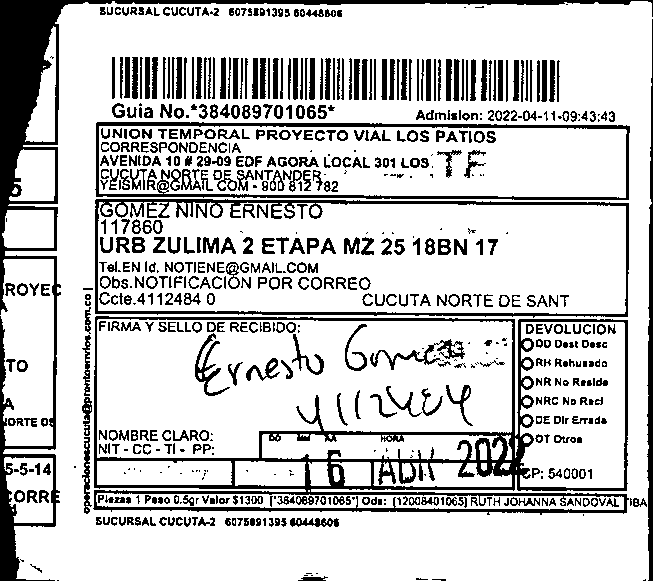 SUCURSAL CUCUTA-2 6075891395 60448606
Guia No.*384089701065*
Admision: 2022-04-11-09:43:43
UNION TEMPORAL PROYECTO VIAL LOS PATIOS
CORRESPONDENCIA
AVENIDA 10 # 29-09 EDF AGORA LOCAL 301 LOS
CUCUTA NORTE DE SANTANDER
YEISMIR@GMAIL COM - 900 812 782
TF
GOMEZ NINO ERNESTO
117860
URB ZULIMA 2 ETAPA MZ 25 18BN 17
Tel.EN Id. NOTIENE@GMAIL.COM
Obs.NOTIFICACIÓN POR CORREO
Ccte.4112484 0
CUCUTA NORTE DE SANT
FIRMA Y SELLO DE RECIBIDO:
Ernesto Gomez
4112484
NOMBRE CLARO:
NIT - CC - TI - PP:
DD MM AA HORA
16 ABR 2022
DEVOLUCION
DD Dest Desc
RH Rehusado
NR No Reside
NRC No Recl
DE Dir Errada
OT Otros
CP: 540001
Piezas 1 Peso 0.5gr Valor $1300 [*384089701065*] Ods: [12008401065] RUTH JOHANNA SANDOVAL TIBA
SUCURSAL CUCUTA-2 6075891395 60448606
operacionescucuta@prontoenvios.com.co
5
ROYEC
A
TO
A
NORTE DE
5-5-14
CORRE